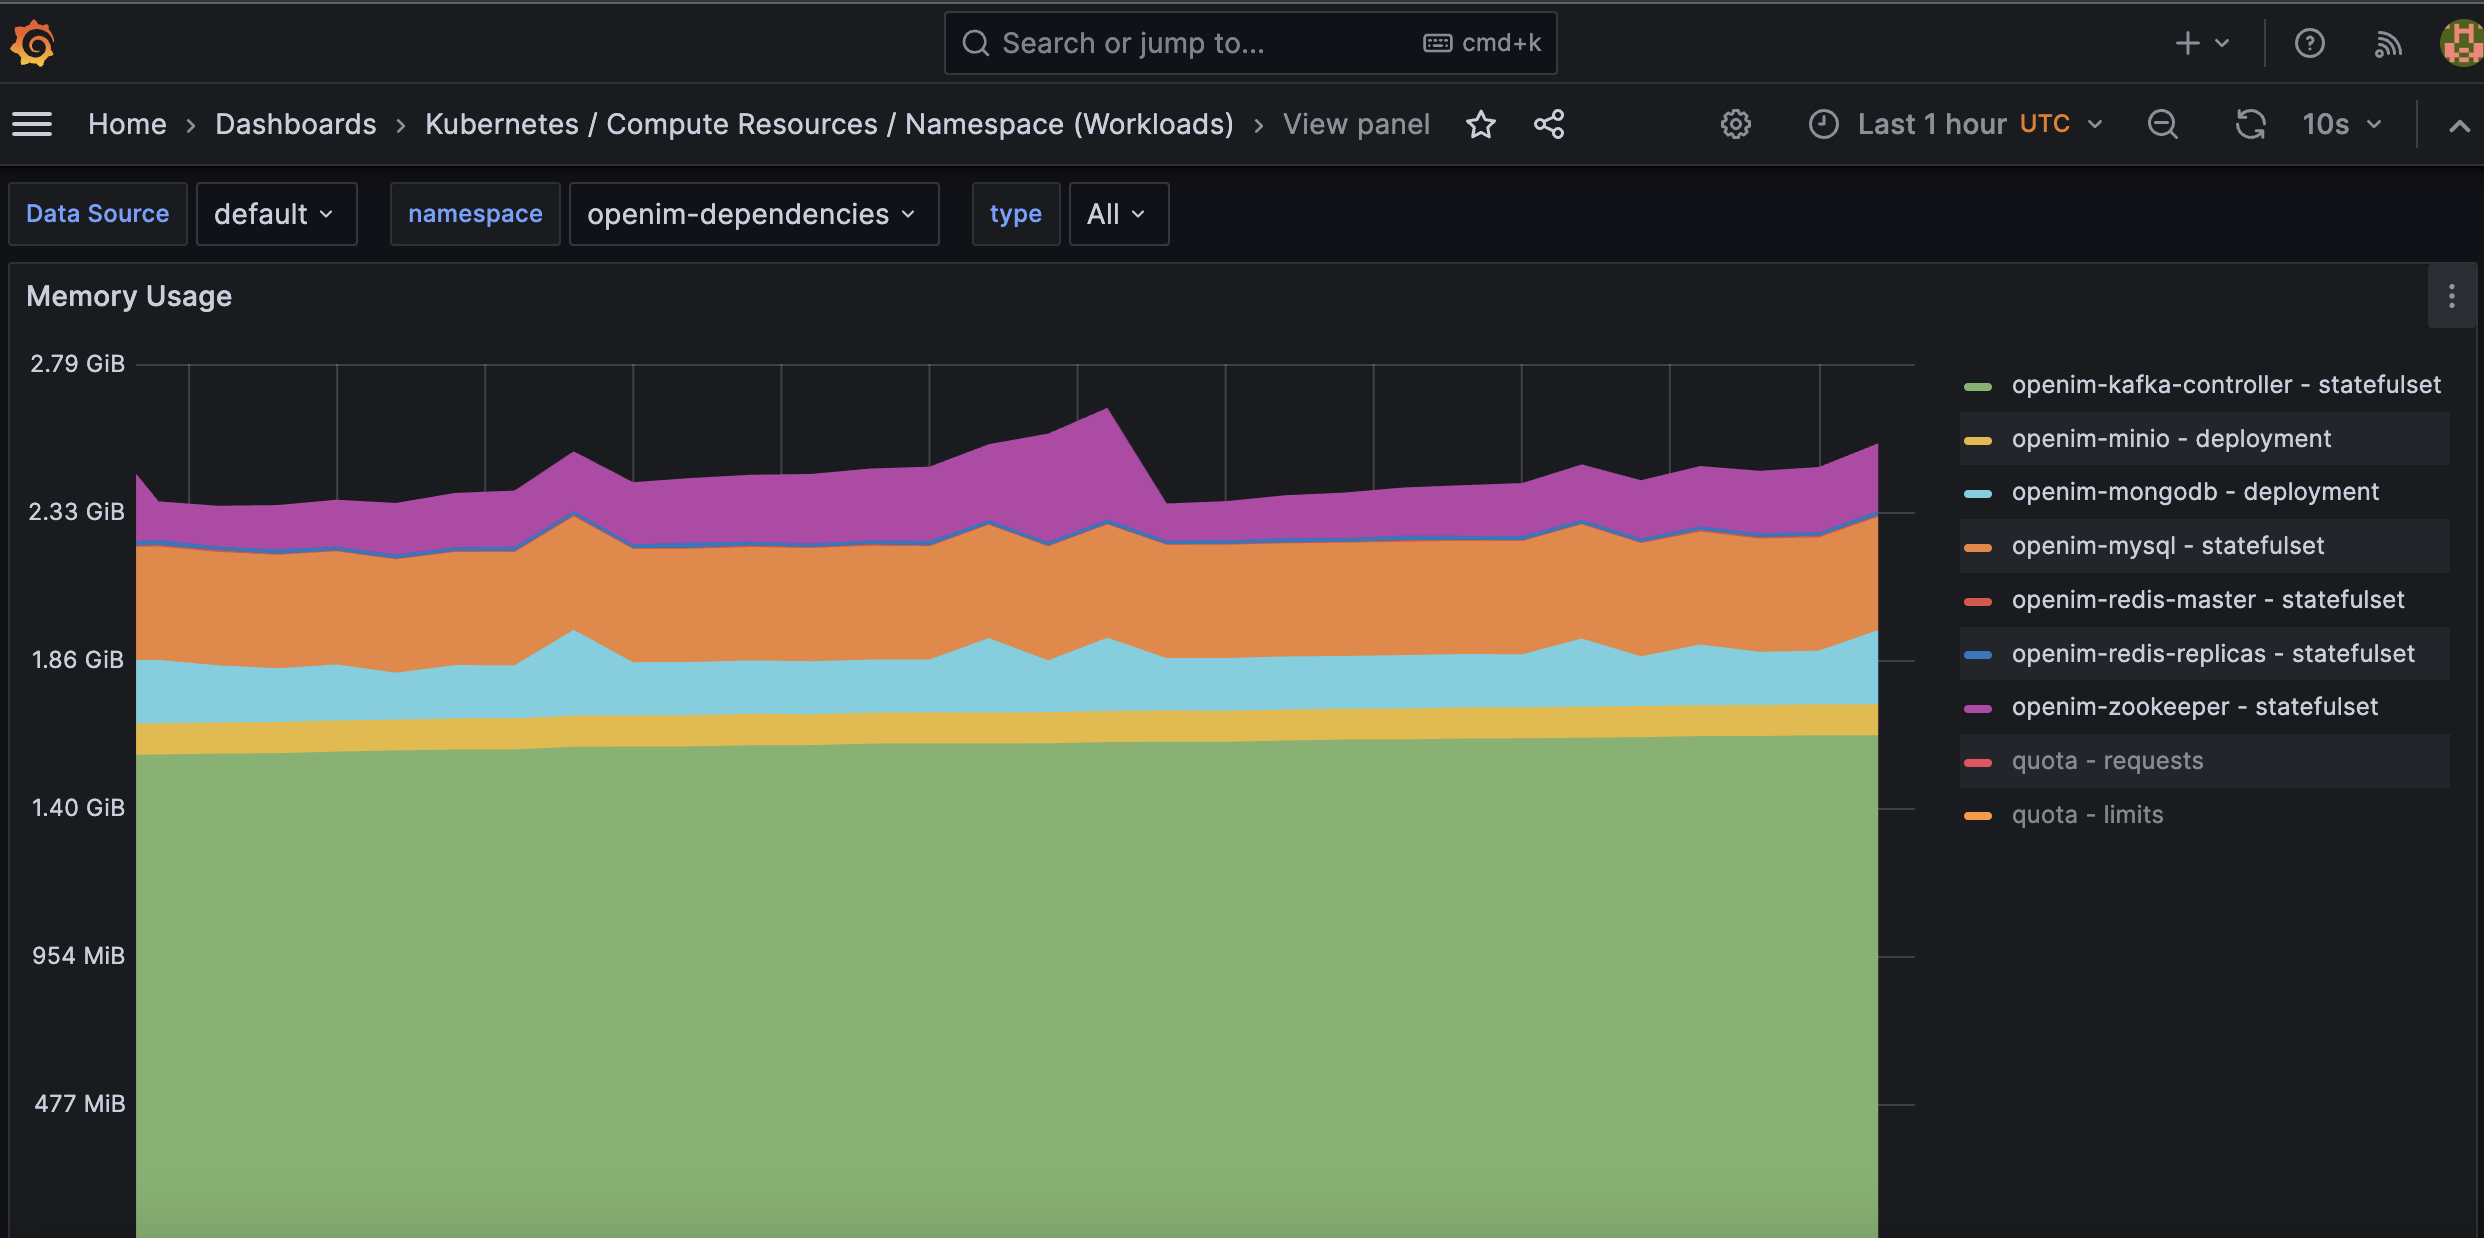 Search or jump to... cmd+k
Home › Dashboards › Kubernetes / Compute Resources / Namespace (Workloads) › View panel Last 1 hour UTC 10s
Data Source default namespace openim-dependencies type All
Memory Usage
2.79 GiB
2.33 GiB
1.86 GiB
1.40 GiB
954 MiB
477 MiB
openim-kafka-controller - statefulset
openim-minio - deployment
openim-mongodb - deployment
openim-mysql - statefulset
openim-redis-master - statefulset
openim-redis-replicas - statefulset
openim-zookeeper - statefulset
quota - requests
quota - limits